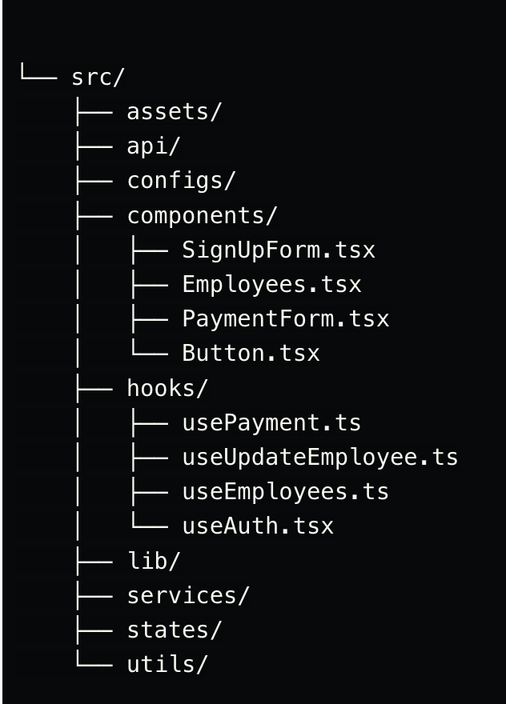 └── src/
    ├── assets/
    ├── api/
    ├── configs/
    ├── components/
    │   ├── SignUpForm.tsx
    │   ├── Employees.tsx
    │   ├── PaymentForm.tsx
    │   └── Button.tsx
    ├── hooks/
    │   ├── usePayment.ts
    │   ├── useUpdateEmployee.ts
    │   ├── useEmployees.ts
    │   └── useAuth.tsx
    ├── lib/
    ├── services/
    ├── states/
    └── utils/